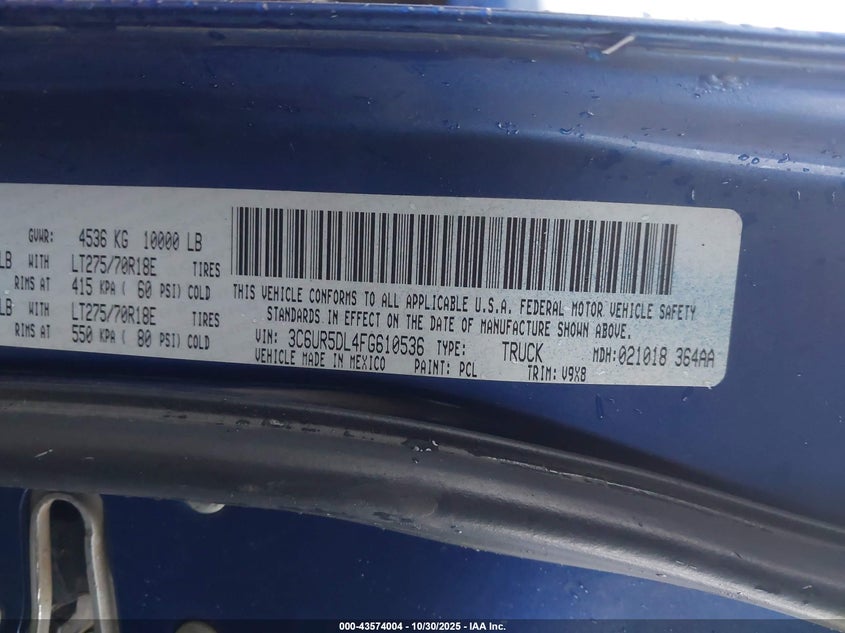 GVWR: 4536 KG 10000 LB
LB WITH LT275/70R18E TIRES
RIMS AT 415 KPA ( 60 PSI) COLD
LB WITH LT275/70R18E TIRES
RIMS AT 550 KPA ( 80 PSI) COLD
THIS VEHICLE CONFORMS TO ALL APPLICABLE U.S.A. FEDERAL MOTOR VEHICLE SAFETY
STANDARDS IN EFFECT ON THE DATE OF MANUFACTURE SHOWN ABOVE.
VIN: 3C6UR5DL4FG610536 TYPE: TRUCK MDH:021018 364AA
VEHICLE MADE IN MEXICO PAINT: PCL TRIM: V9X8
000-43574004 | 10/30/2025 - IAA Inc.